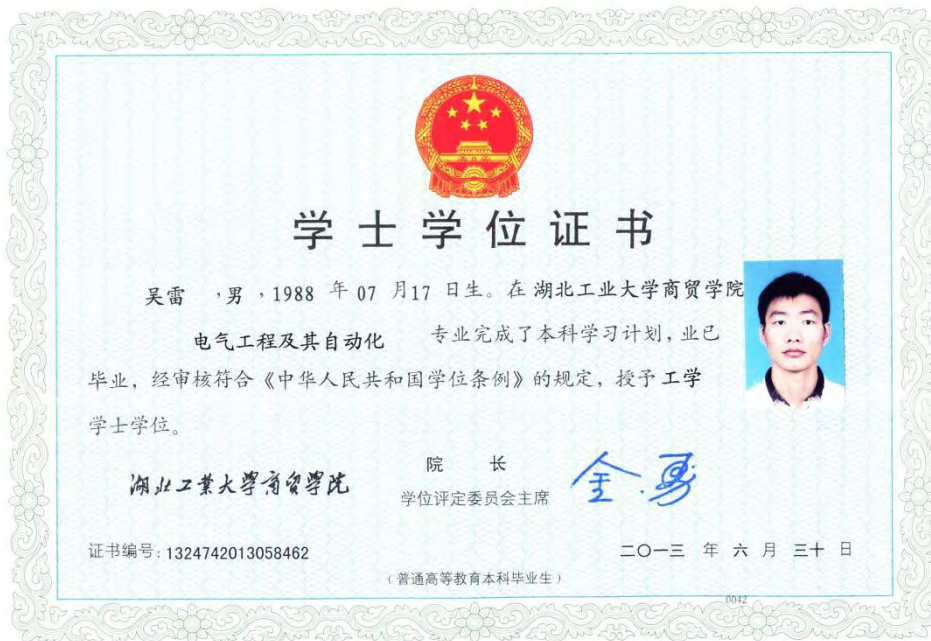 学士学位证书
吴雷 ，男，1988 年 07 月17 日生。在 湖北工业大学商贸学院
电气工程及其自动化 专业完成了本科学习计划，业已
毕业，经审核符合《中华人民共和国学位条例》的规定，授予 工学
学士学位。
湖北工业大学商贸学院
院 长
学位评定委员会主席
金勇
证书编号：1324742013058462
二〇一三 年 六 月 三十 日
（普通高等教育本科毕业生）
0042